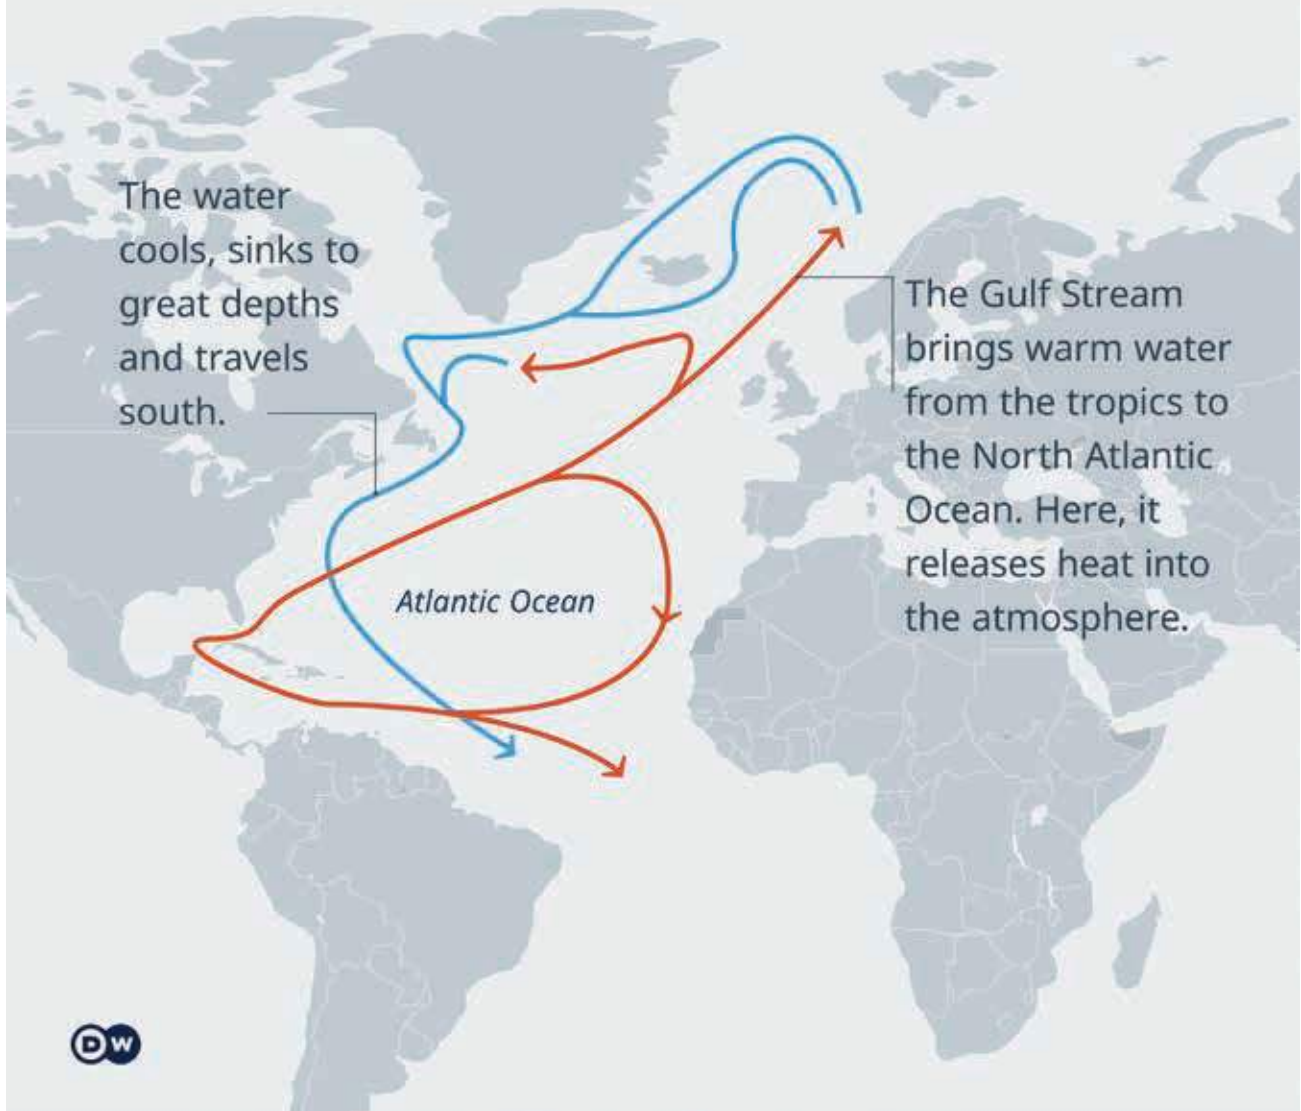 The water
cools, sinks to
great depths
and travels
south.
The Gulf Stream
brings warm water
from the tropics to
the North Atlantic
Ocean. Here, it
releases heat into
the atmosphere.
Atlantic Ocean
DW